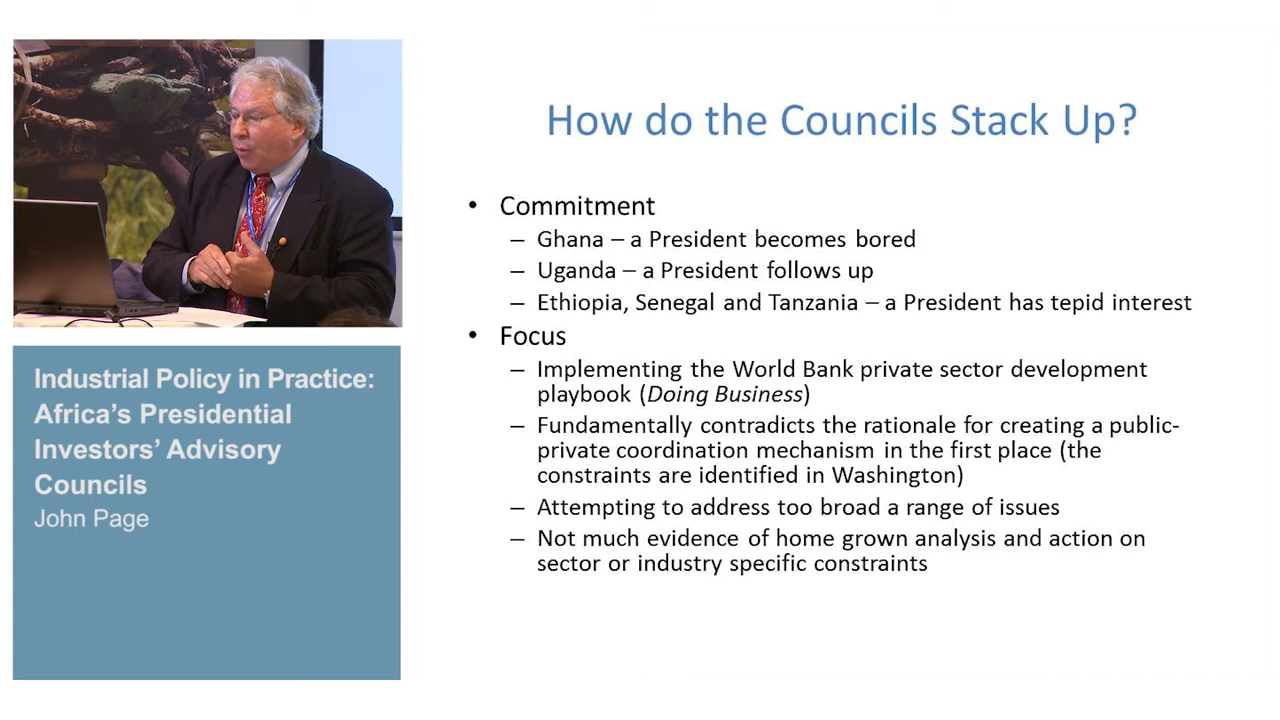 How do the Councils Stack Up?
• Commitment
– Ghana – a President becomes bored
– Uganda – a President follows up
– Ethiopia, Senegal and Tanzania – a President has tepid interest
• Focus
– Implementing the World Bank private sector development
playbook (Doing Business)
– Fundamentally contradicts the rationale for creating a public-
private coordination mechanism in the first place (the
constraints are identified in Washington)
– Attempting to address too broad a range of issues
– Not much evidence of home grown analysis and action on
sector or industry specific constraints
Industrial Policy in Practice:
Africa’s Presidential
Investors’ Advisory
Councils
John Page